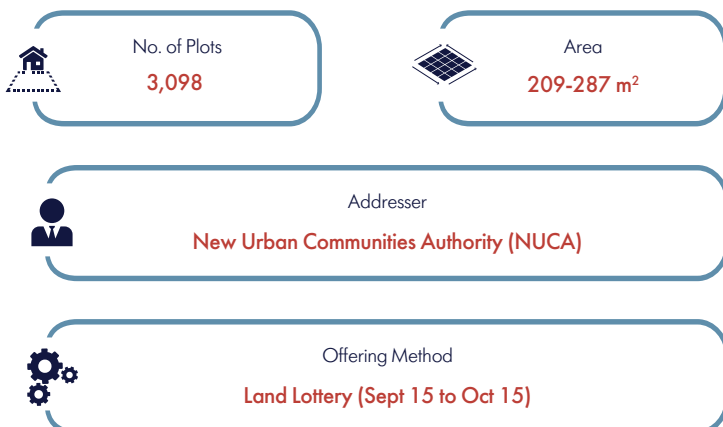 No. of Plots
3,098
Area
209-287 m²
Addresser
New Urban Communities Authority (NUCA)
Offering Method
Land Lottery (Sept 15 to Oct 15)